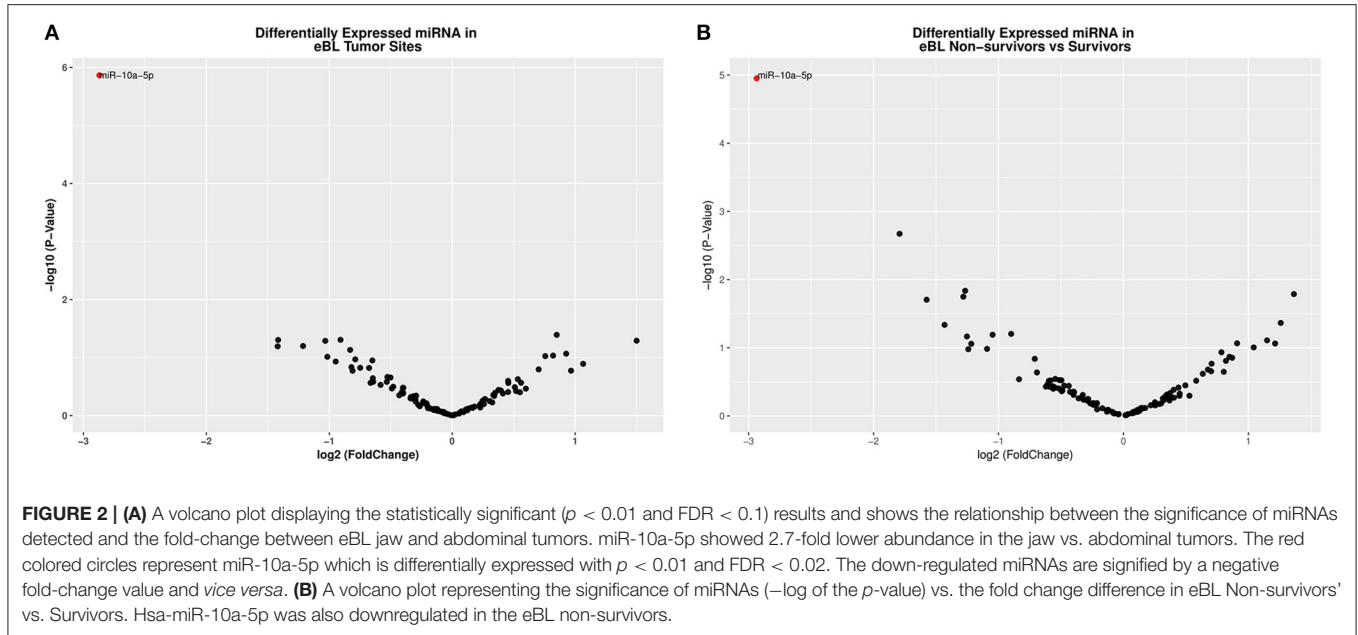 A
Differentially Expressed miRNA in
eBL Tumor Sites
miR−10a−5p
6
4
2
0
−log10 (P−Value)
−3
−2
−1
0
1
log2 (FoldChange)
B
Differentially Expressed miRNA in
eBL Non−survivors vs Survivors
miR−10a−5p
5
4
3
2
1
0
−log10 (P−Value)
−3
−2
−1
0
1
log2 (FoldChange)
FIGURE 2 | (A) A volcano plot displaying the statistically significant (p < 0.01 and FDR < 0.1) results and shows the relationship between the significance of miRNAs
detected and the fold-change between eBL jaw and abdominal tumors. miR-10a-5p showed 2.7-fold lower abundance in the jaw vs. abdominal tumors. The red
colored circles represent miR-10a-5p which is differentially expressed with p < 0.01 and FDR < 0.02. The down-regulated miRNAs are signified by a negative
fold-change value and vice versa. (B) A volcano plot representing the significance of miRNAs (−log of the p-value) vs. the fold change difference in eBL Non-survivors’
vs. Survivors. Hsa-miR-10a-5p was also downregulated in the eBL non-survivors.